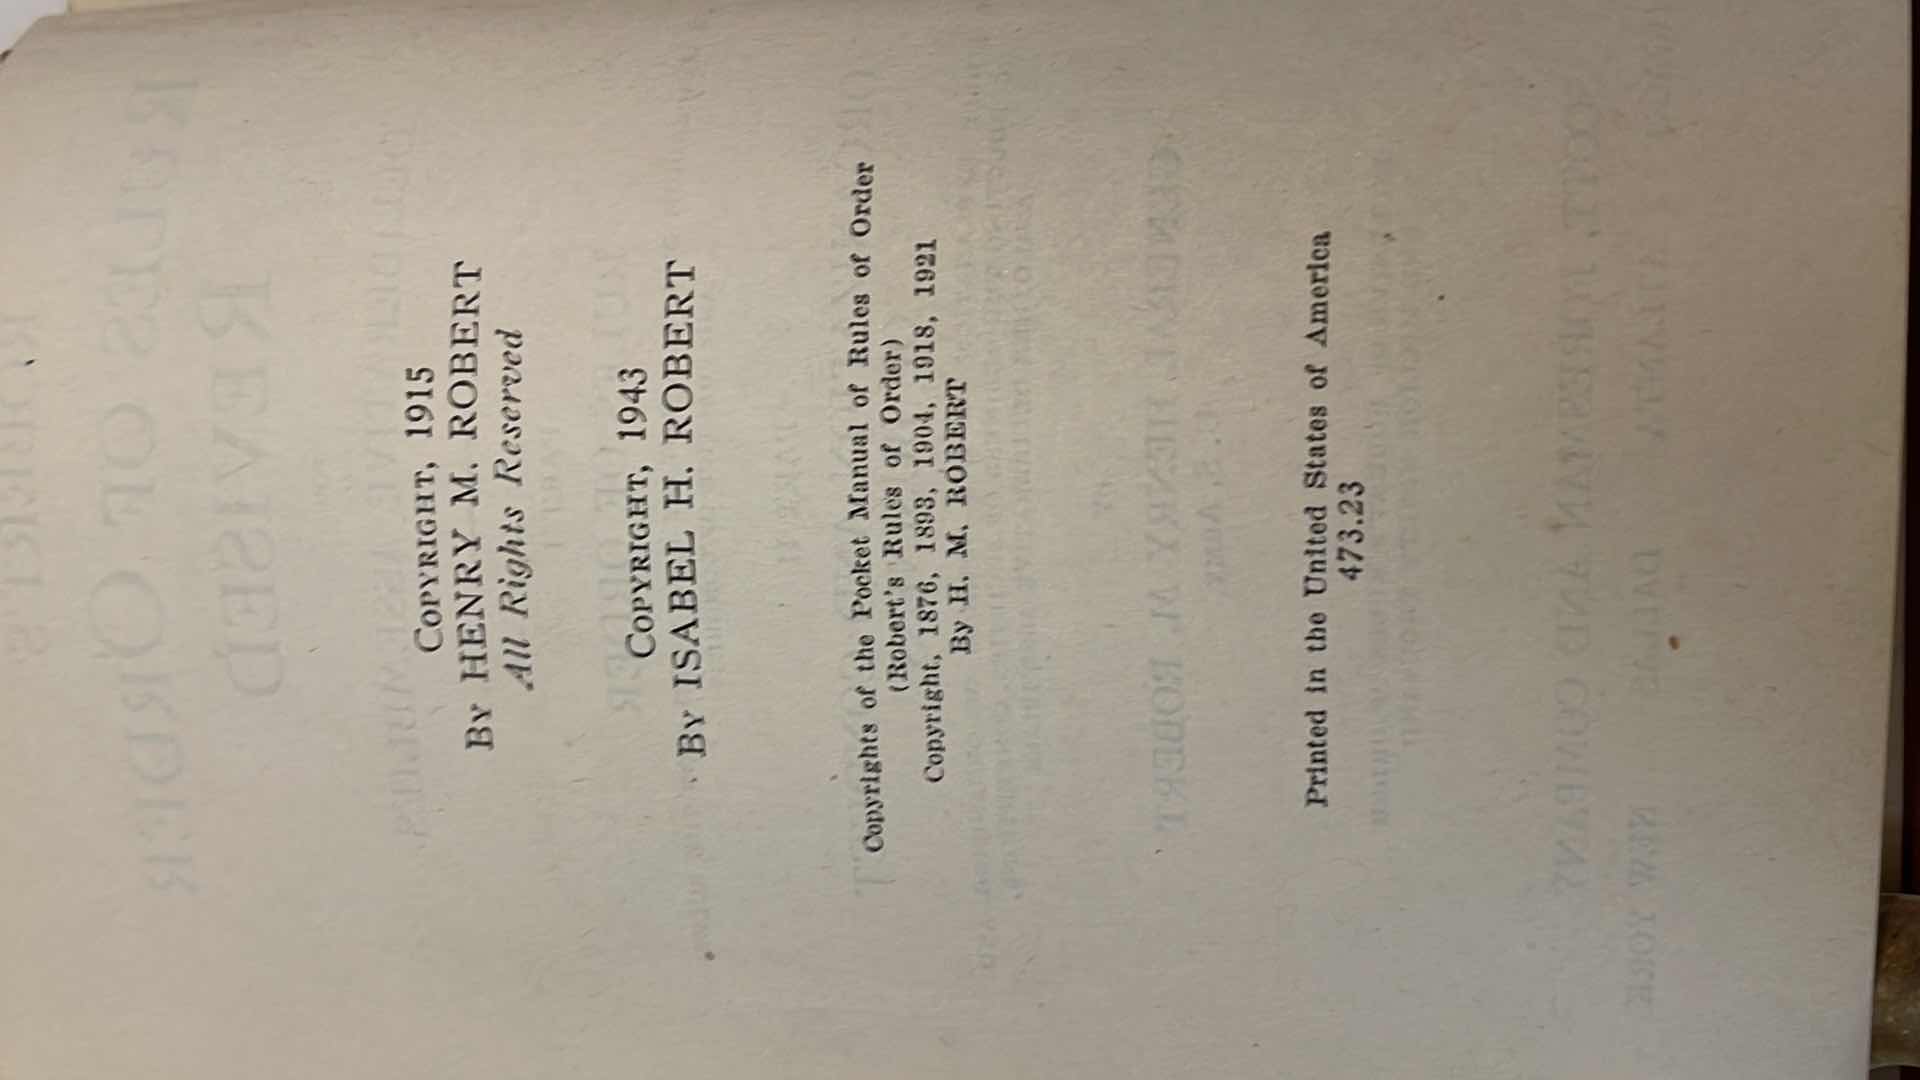 COPYRIGHT, 1915
BY HENRY M. ROBERT
All Rights Reserved
COPYRIGHT, 1943
BY ISABEL H. ROBERT
Copyrights of the Pocket Manual of Rules of Order
(Robert's Rules of Order)
Copyright, 1876, 1893, 1904, 1918, 1921
By H. M. ROBERT
Printed in the United States of America
473.23